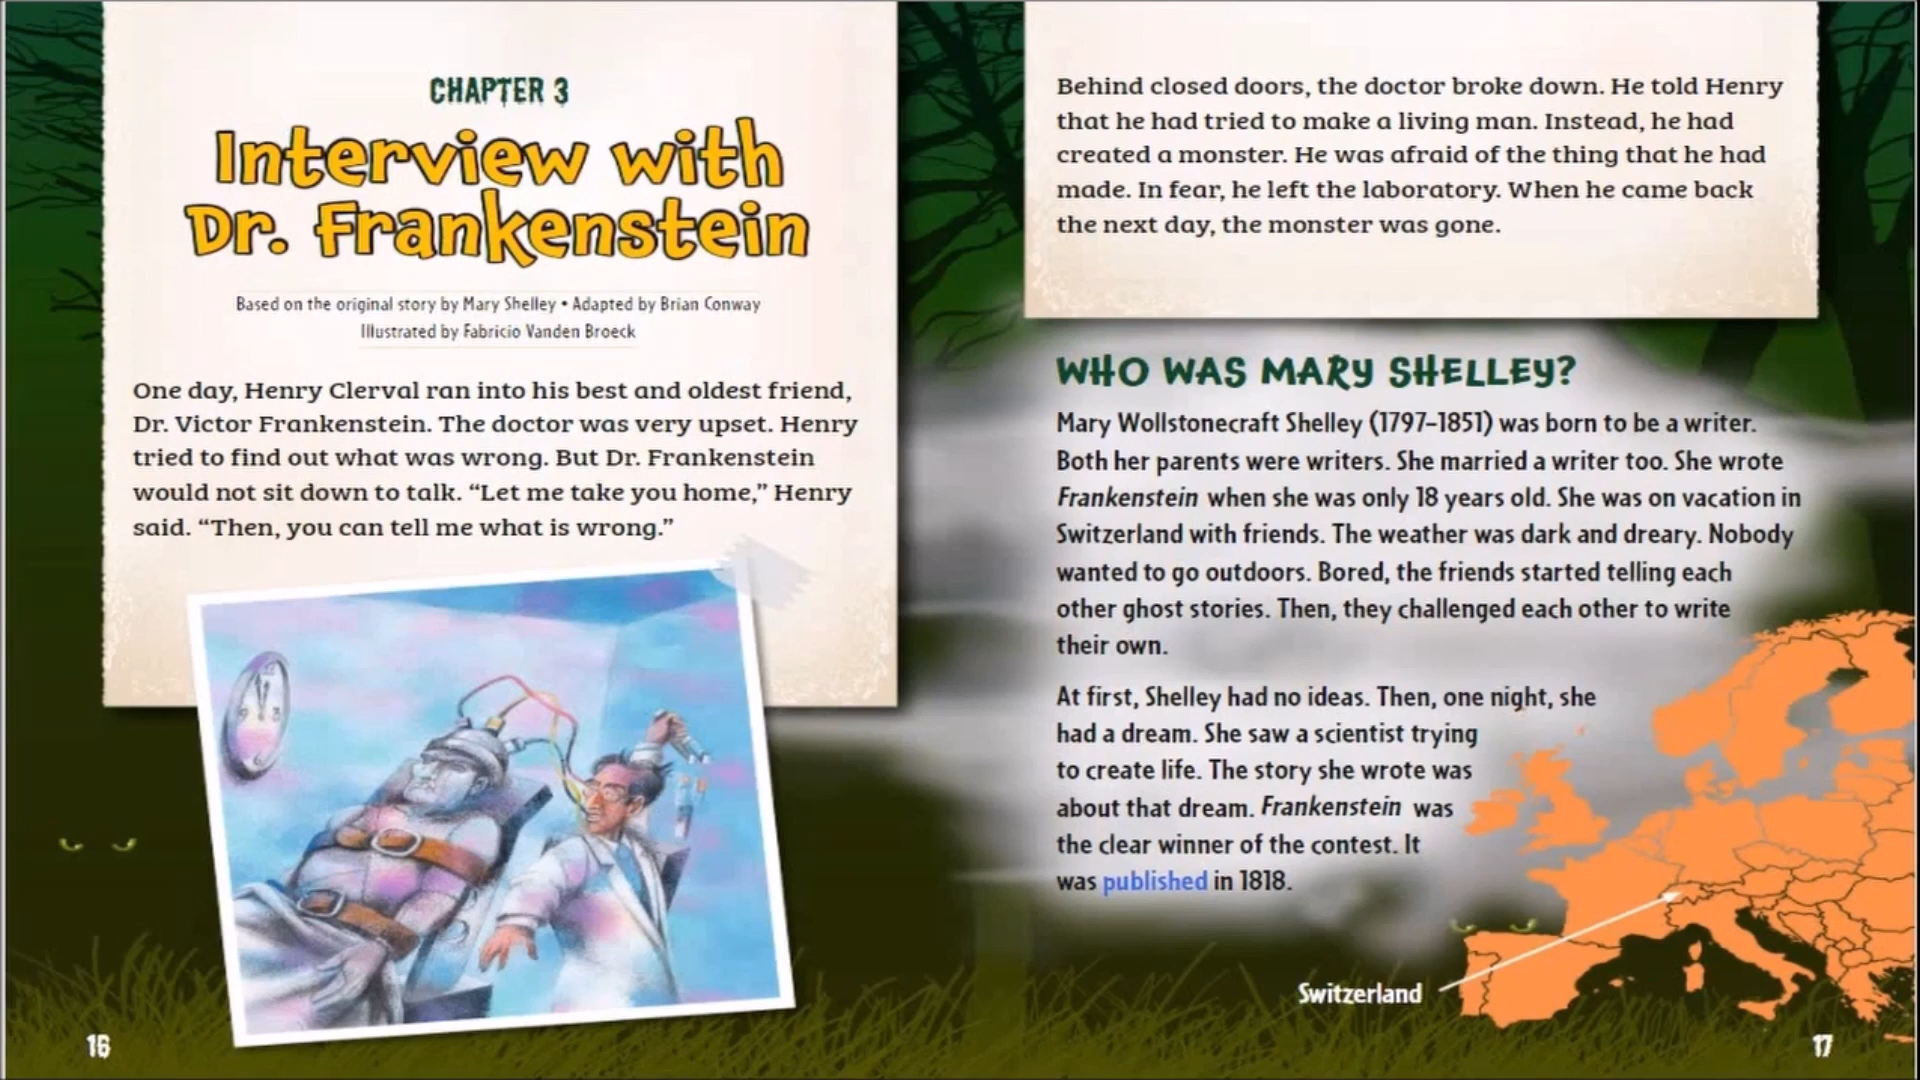 CHAPTER 3
Interview with
Dr. Frankenstein
Based on the original story by Mary Shelley • Adapted by Brian Conway
Illustrated by Fabricio Vanden Broeck
One day, Henry Clerval ran into his best and oldest friend,
Dr. Victor Frankenstein. The doctor was very upset. Henry
tried to find out what was wrong. But Dr. Frankenstein
would not sit down to talk. “Let me take you home,” Henry
said. “Then, you can tell me what is wrong.”
16
Behind closed doors, the doctor broke down. He told Henry
that he had tried to make a living man. Instead, he had
created a monster. He was afraid of the thing that he had
made. In fear, he left the laboratory. When he came back
the next day, the monster was gone.
WHO WAS MARY SHELLEY?
Mary Wollstonecraft Shelley (1797–1851) was born to be a writer.
Both her parents were writers. She married a writer too. She wrote
Frankenstein when she was only 18 years old. She was on vacation in
Switzerland with friends. The weather was dark and dreary. Nobody
wanted to go outdoors. Bored, the friends started telling each
other ghost stories. Then, they challenged each other to write
their own.
At first, Shelley had no ideas. Then, one night, she
had a dream. She saw a scientist trying
to create life. The story she wrote was
about that dream. Frankenstein was
the clear winner of the contest. It
was published in 1818.
Switzerland
17